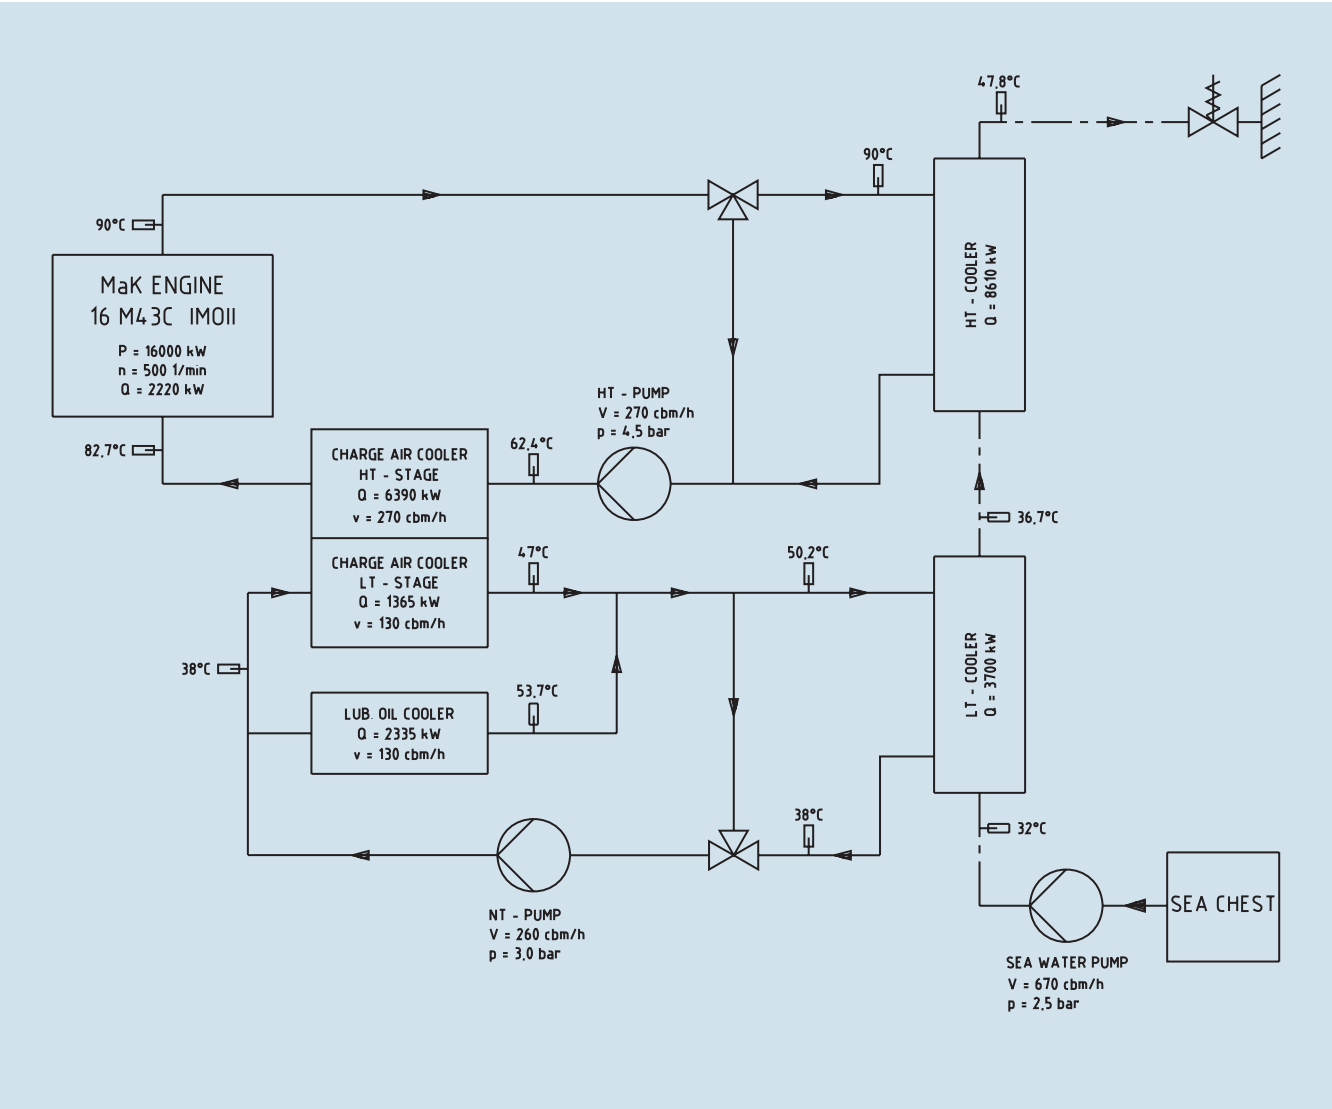 47.8°C
90°C
90°C
MaK ENGINE
16 M43C IMOII
P = 16000 kW
n = 500 1/min
Q = 2220 kW
82.7°C
HT - COOLER
Q = 8610 kW
HT - PUMP
V = 270 cbm/h
p = 4,5 bar
62,4°C
CHARGE AIR COOLER
HT - STAGE
Q = 6390 kW
v = 270 cbm/h
36,7°C
CHARGE AIR COOLER
LT - STAGE
Q = 1365 kW
v = 130 cbm/h
47°C
50,2°C
38°C
LT - COOLER
Q = 3700 kW
53.7°C
LUB. OIL COOLER
Q = 2335 kW
v = 130 cbm/h
38°C
32°C
SEA CHEST
NT - PUMP
V = 260 cbm/h
p = 3,0 bar
SEA WATER PUMP
V = 670 cbm/h
p = 2,5 bar